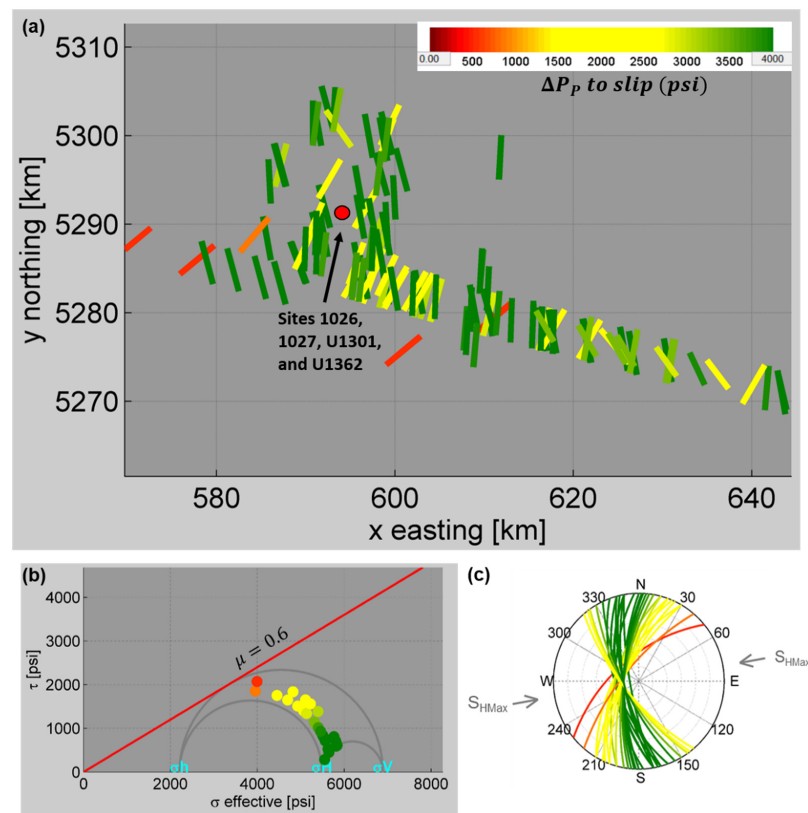 (a)
0.00 500 1000 1500 2000 2500 3000 3500 4000
ΔP_P to slip (psi)
5310
5300
5290
5280
5270
y northing [km]
Sites 1026,
1027, U1301,
and U1362
580 600 620 640
x easting [km]
(b)
4000
3000
2000
1000
0
τ [psi]
μ = 0.6
σh σH σV
0 2000 4000 6000 8000
σ effective [psi]
(c)
N
330 30
300 60
W E
S_HMax
S_HMax
240 120
210 150
S